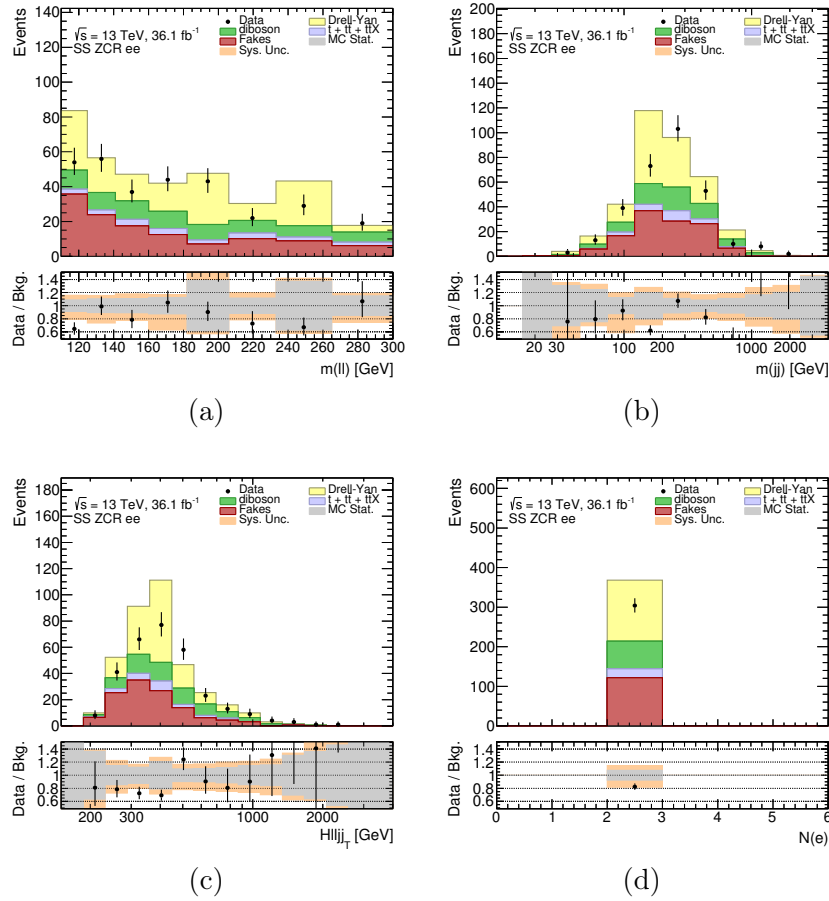 Events
140
120
100
80
60
40
20
0
√s = 13 TeV, 36.1 fb⁻¹
SS ZCR ee
Data
diboson
Fakes
Sys. Unc.
Drell-Yan
t + tt + ttX
MC Stat.
Data / Bkg.
1.4
1.2
1
0.8
0.6
120 140 160 180 200 220 240 260 280 300
m(ll) [GeV]
(a)
Events
200
180
160
140
120
100
80
60
40
20
0
√s = 13 TeV, 36.1 fb⁻¹
SS ZCR ee
Data
diboson
Fakes
Sys. Unc.
Drell-Yan
t + tt + ttX
MC Stat.
Data / Bkg.
1.4
1.2
1
0.8
0.6
20 30 100 200 1000 2000
m(jj) [GeV]
(b)
Events
180
160
140
120
100
80
60
40
20
0
√s = 13 TeV, 36.1 fb⁻¹
SS ZCR ee
Data
diboson
Fakes
Sys. Unc.
Drell-Yan
t + tt + ttX
MC Stat.
Data / Bkg.
1.4
1.2
1
0.8
0.6
200 300 1000 2000
Hlljj_T [GeV]
(c)
Events
600
500
400
300
200
100
0
√s = 13 TeV, 36.1 fb⁻¹
SS ZCR ee
Data
diboson
Fakes
Sys. Unc.
Drell-Yan
t + tt + ttX
MC Stat.
Data / Bkg.
1.4
1.2
1
0.8
0.6
0 1 2 3 4 5 6
N(e)
(d)